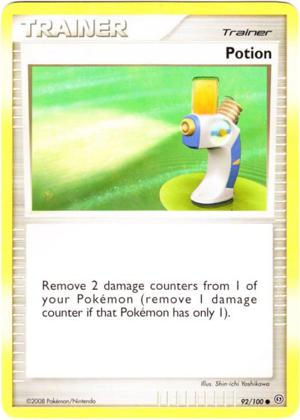 TRAINER
Trainer
Potion
Remove 2 damage counters from 1 of
your Pokémon (remove 1 damage
counter if that Pokémon has only 1).
Illus. Shin-ichi Yoshikawa
©2008 Pokémon/Nintendo
92/100 ●